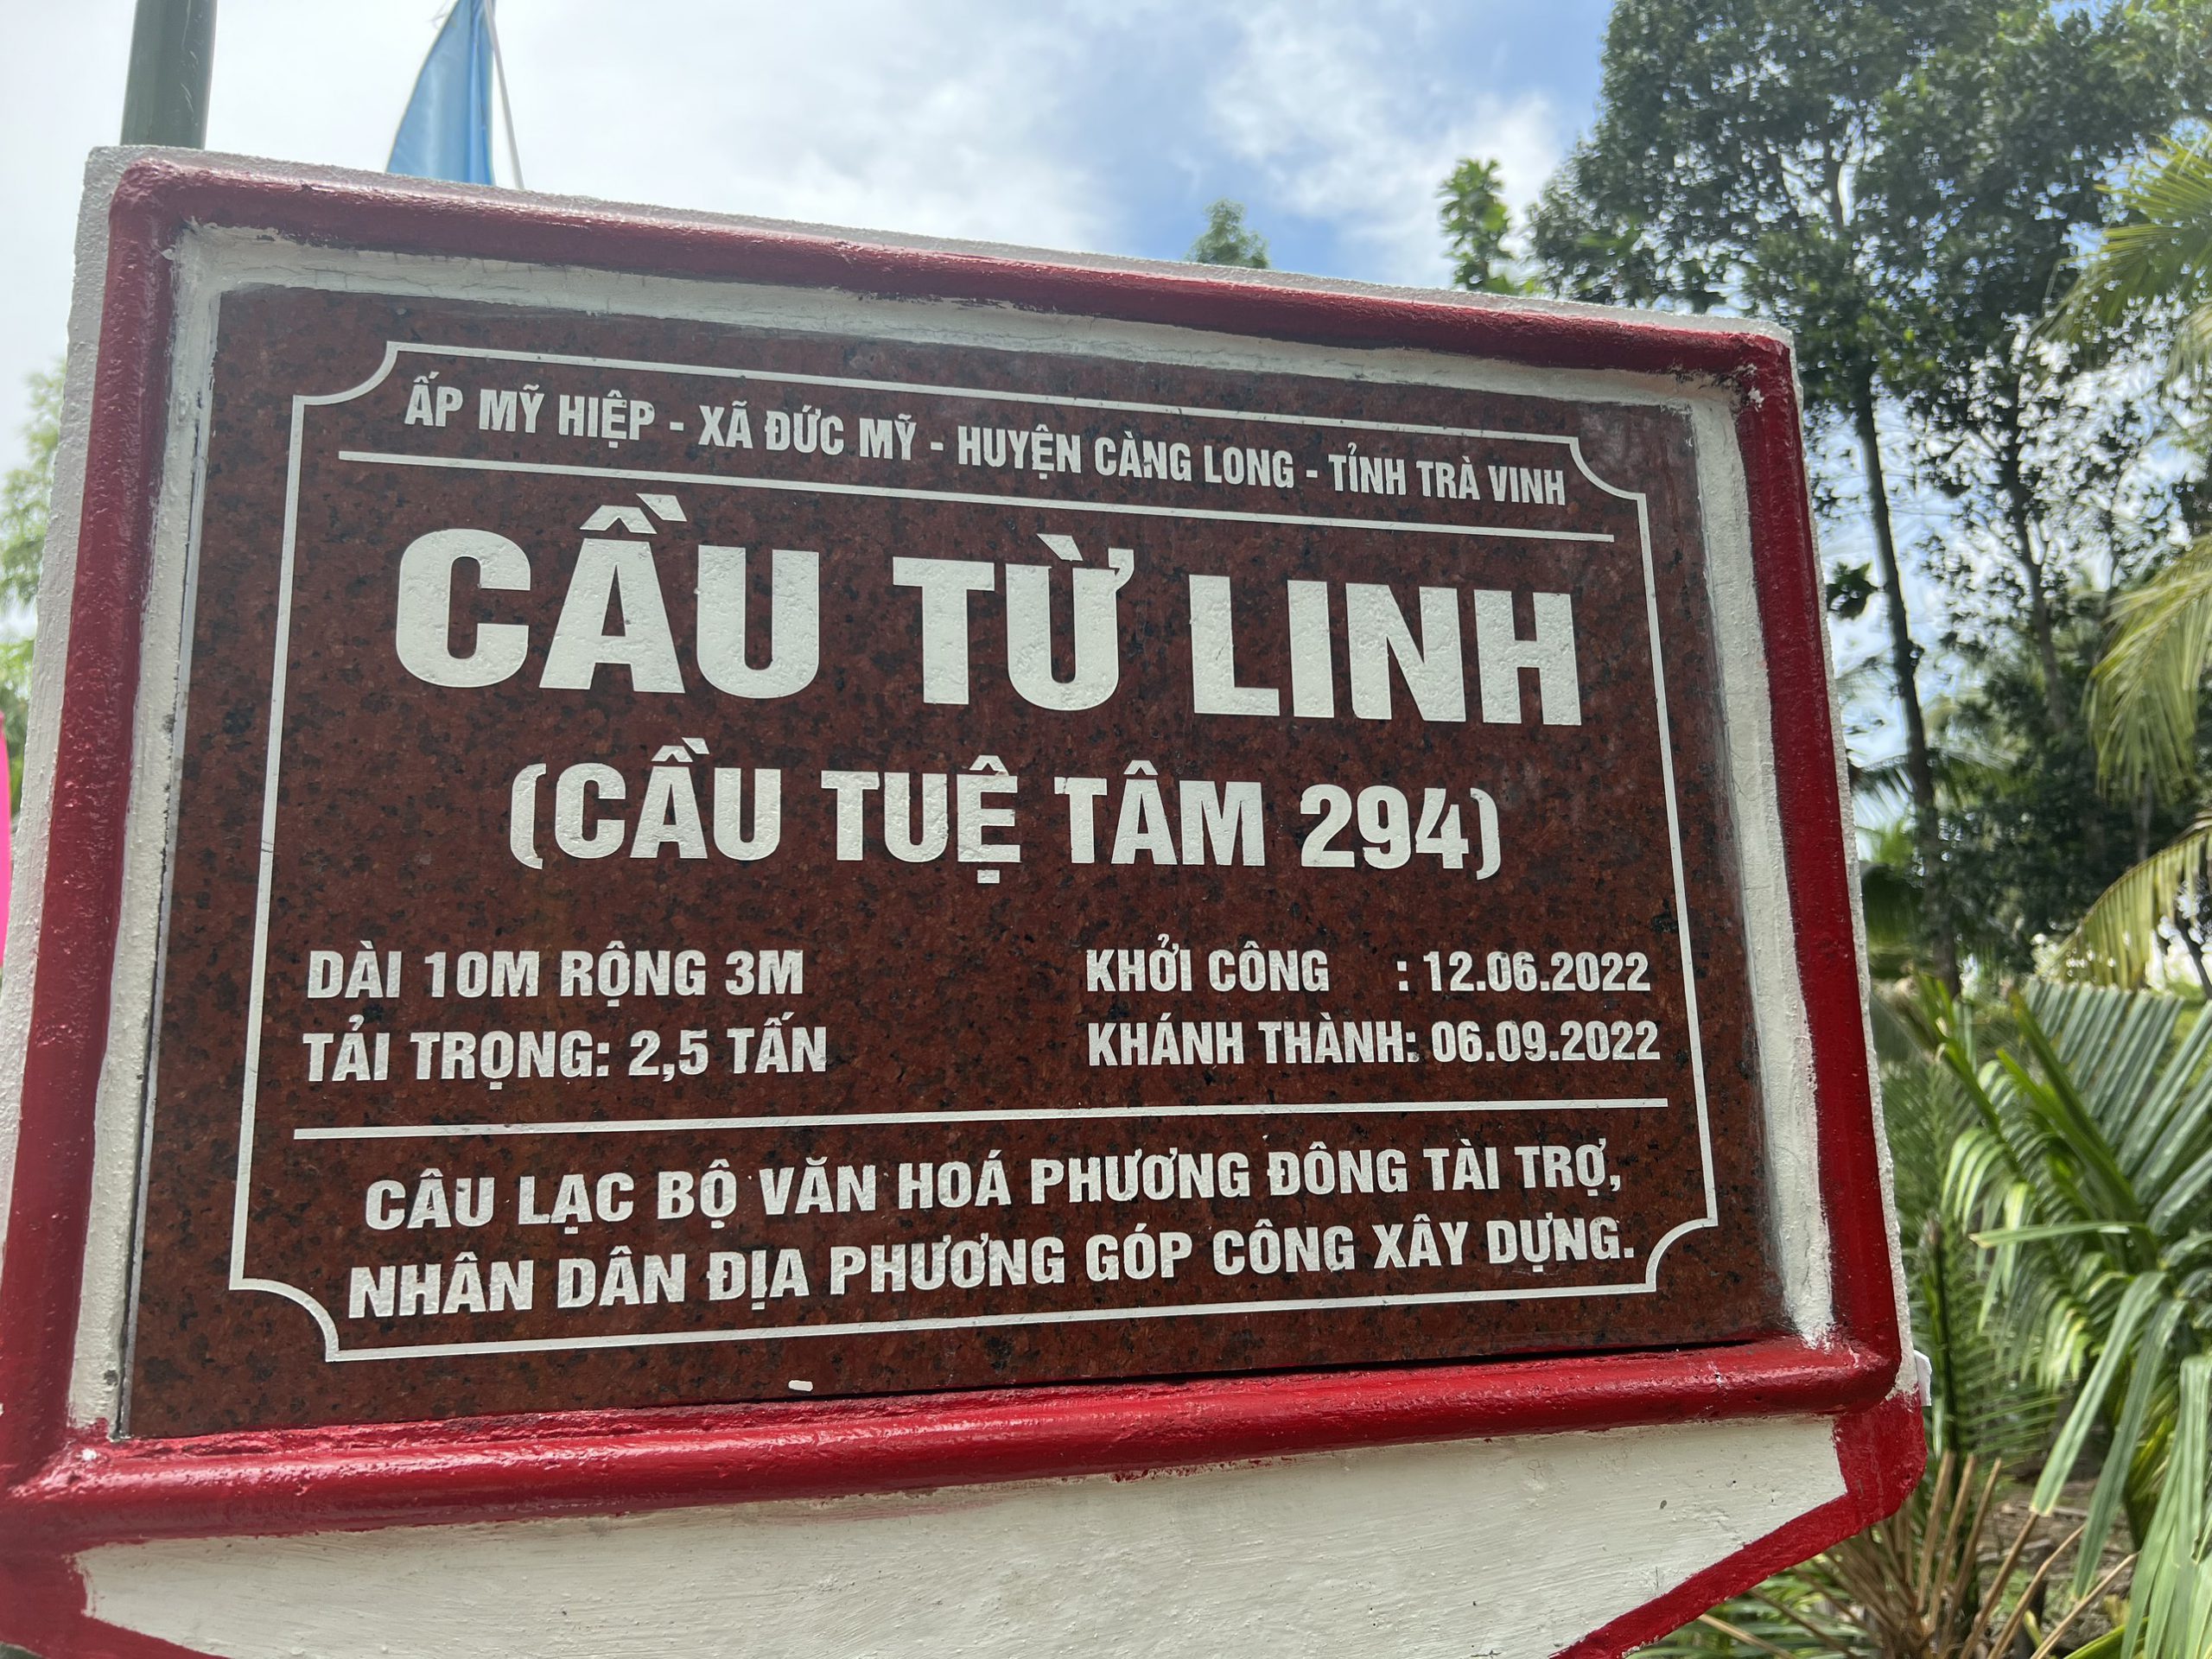 ẤP MỸ HIỆP - XÃ ĐỨC MỸ - HUYỆN CÀNG LONG - TỈNH TRÀ VINH
CẦU TỪ LINH
(CẦU TUỆ TÂM 294)
DÀI 10M RỘNG 3M KHỞI CÔNG : 12.06.2022
TẢI TRỌNG: 2,5 TẤN KHÁNH THÀNH: 06.09.2022
CÂU LẠC BỘ VĂN HOÁ PHƯƠNG ĐÔNG TÀI TRỢ,
NHÂN DÂN ĐỊA PHƯƠNG GÓP CÔNG XÂY DỰNG.